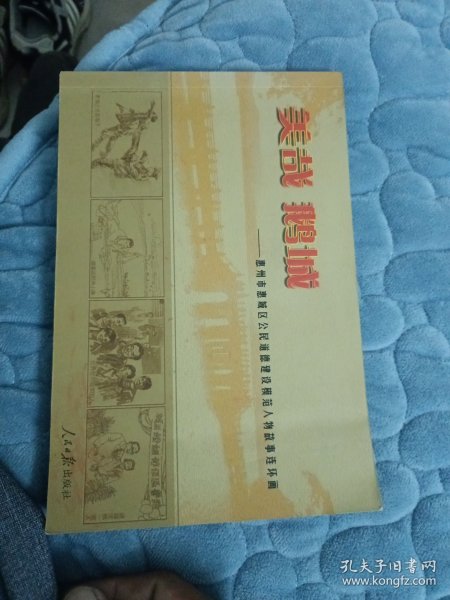 美哉 鹅城
——惠州市惠城区公民道德建设模范人物故事连环画
人民日报出版社
孔夫子旧书网
www.kongfz.com